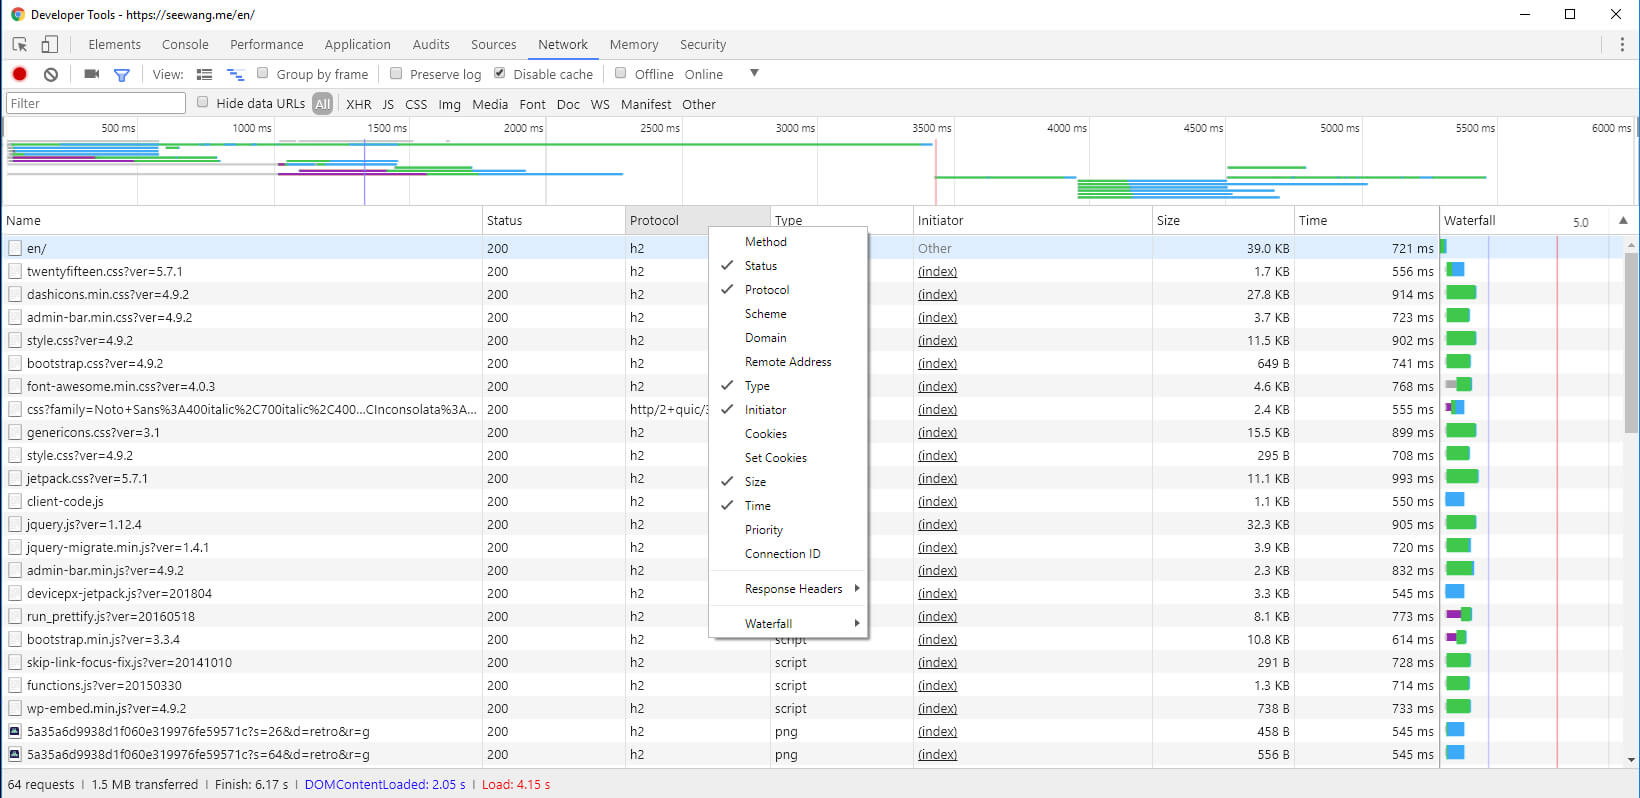 Developer Tools - https://seewang.me/en/
Elements Console Performance Application Audits Sources Network Memory Security
View: Group by frame Preserve log Disable cache Offline Online
Filter Hide data URLs All XHR JS CSS Img Media Font Doc WS Manifest Other
500 ms 1000 ms 1500 ms 2000 ms 2500 ms 3000 ms 3500 ms 4000 ms 4500 ms 5000 ms 5500 ms 6000 ms
Name Status Protocol Type Initiator Size Time Waterfall 5.0
en/ 200 h2 Other 39.0 KB 721 ms
twentyfifteen.css?ver=5.7.1 200 h2 (index) 1.7 KB 556 ms
dashicons.min.css?ver=4.9.2 200 h2 (index) 27.8 KB 914 ms
admin-bar.min.css?ver=4.9.2 200 h2 (index) 3.7 KB 723 ms
style.css?ver=4.9.2 200 h2 (index) 11.5 KB 902 ms
bootstrap.css?ver=4.9.2 200 h2 (index) 649 B 741 ms
font-awesome.min.css?ver=4.0.3 200 h2 (index) 4.6 KB 768 ms
css?family=Noto+Sans%3A400italic%2C700italic%2C400...CInconsolata%3A... 200 http/2+quic/3 (index) 2.4 KB 555 ms
genericons.css?ver=3.1 200 h2 (index) 15.5 KB 899 ms
style.css?ver=4.9.2 200 h2 (index) 295 B 708 ms
jetpack.css?ver=5.7.1 200 h2 (index) 11.1 KB 993 ms
client-code.js 200 h2 (index) 1.1 KB 550 ms
jquery.js?ver=1.12.4 200 h2 (index) 32.3 KB 905 ms
jquery-migrate.min.js?ver=1.4.1 200 h2 (index) 3.9 KB 720 ms
admin-bar.min.js?ver=4.9.2 200 h2 (index) 2.3 KB 832 ms
devicepx-jetpack.js?ver=201804 200 h2 (index) 3.3 KB 545 ms
run_prettify.js?ver=20160518 200 h2 (index) 8.1 KB 773 ms
bootstrap.min.js?ver=3.3.4 200 h2 script (index) 10.8 KB 614 ms
skip-link-focus-fix.js?ver=20141010 200 h2 script (index) 291 B 728 ms
functions.js?ver=20150330 200 h2 script (index) 1.3 KB 714 ms
wp-embed.min.js?ver=4.9.2 200 h2 script (index) 738 B 733 ms
5a35a6d9938d1f060e319976fe59571c?s=26&d=retro&r=g 200 h2 png (index) 458 B 545 ms
5a35a6d9938d1f060e319976fe59571c?s=64&d=retro&r=g 200 h2 png (index) 556 B 545 ms
Method
Status
Protocol
Scheme
Domain
Remote Address
Type
Initiator
Cookies
Set Cookies
Size
Time
Priority
Connection ID
Response Headers
Waterfall
64 requests | 1.5 MB transferred | Finish: 6.17 s | DOMContentLoaded: 2.05 s | Load: 4.15 s